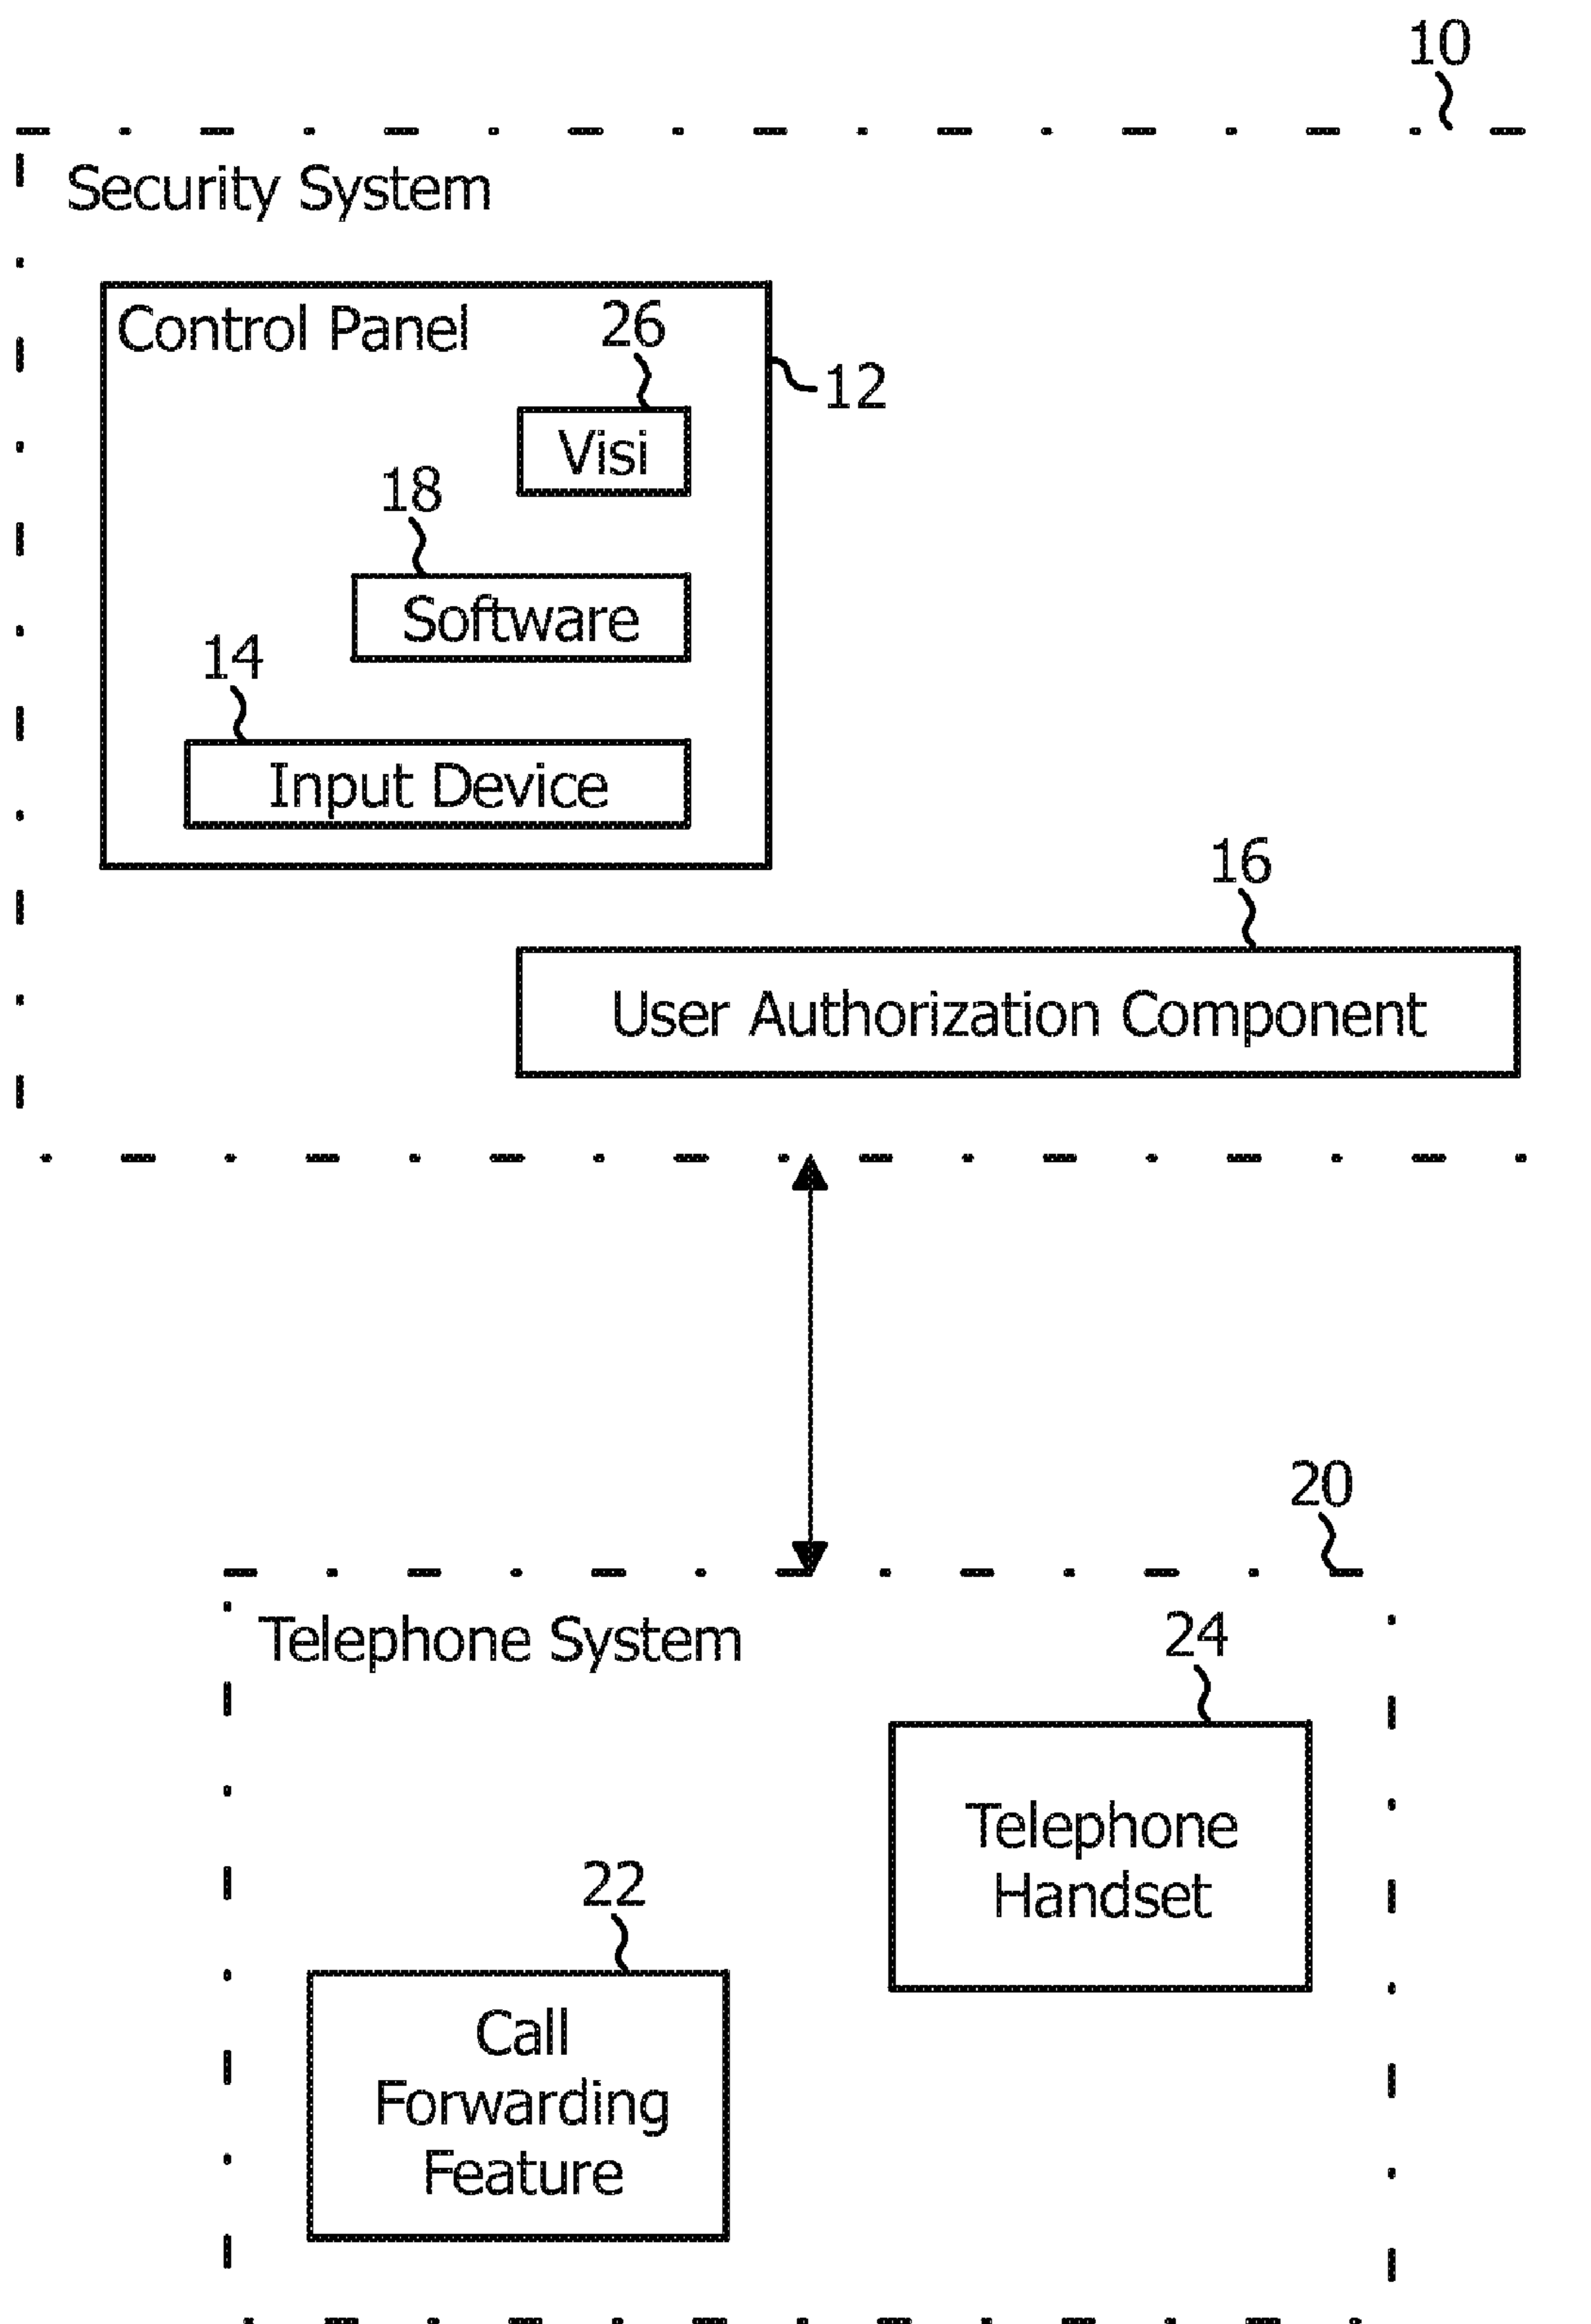 10
Security System
Control Panel
26
12
Visi
18
Software
14
Input Device
16
User Authorization Component
20
Telephone System
24
Telephone
Handset
22
Call
Forwarding
Feature